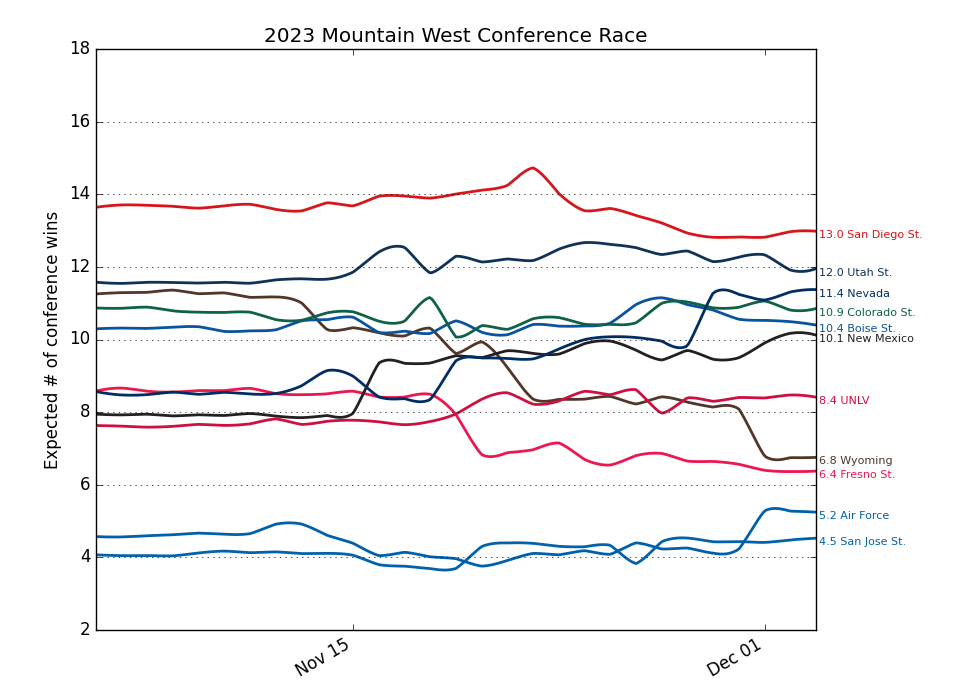 2023 Mountain West Conference Race
Expected # of conference wins
18
16
14
12
10
8
6
4
2
13.0 San Diego St.
12.0 Utah St.
11.4 Nevada
10.9 Colorado St.
10.4 Boise St.
10.1 New Mexico
8.4 UNLV
6.8 Wyoming
6.4 Fresno St.
5.2 Air Force
4.5 San Jose St.
Nov 15
Dec 01